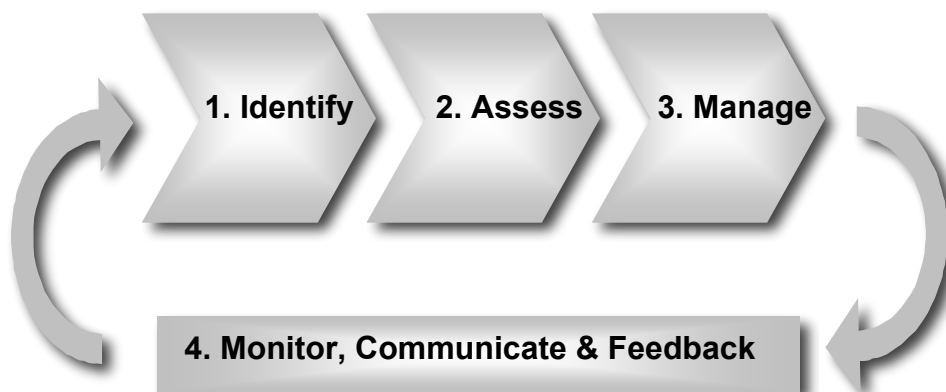 1. Identify
2. Assess
3. Manage
4. Monitor, Communicate & Feedback